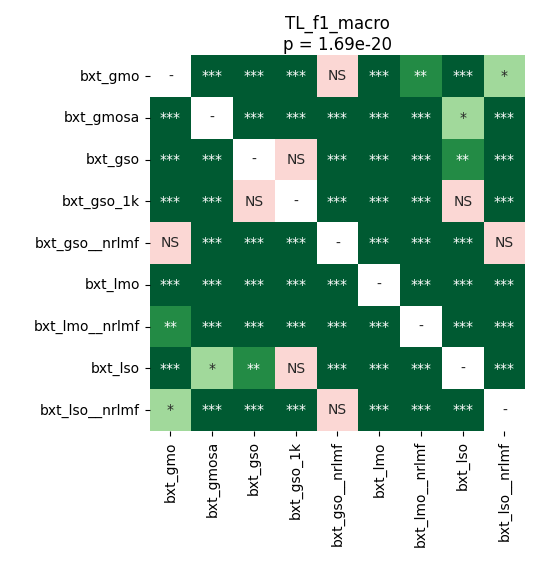 TL_f1_macro
p = 1.69e-20
bxt_gmo - *** *** *** NS *** ** *** *
bxt_gmosa *** - *** *** *** *** *** * ***
bxt_gso *** *** - NS *** *** *** ** ***
bxt_gso_1k *** *** NS - *** *** *** NS ***
bxt_gso__nrlmf NS *** *** *** - *** *** *** NS
bxt_lmo *** *** *** *** *** - *** *** ***
bxt_lmo__nrlmf ** *** *** *** *** *** - *** ***
bxt_lso *** * ** NS *** *** *** - ***
bxt_lso__nrlmf * *** *** *** NS *** *** *** -
bxt_gmo
bxt_gmosa
bxt_gso
bxt_gso_1k
bxt_gso__nrlmf
bxt_lmo
bxt_lmo__nrlmf
bxt_lso
bxt_lso__nrlmf